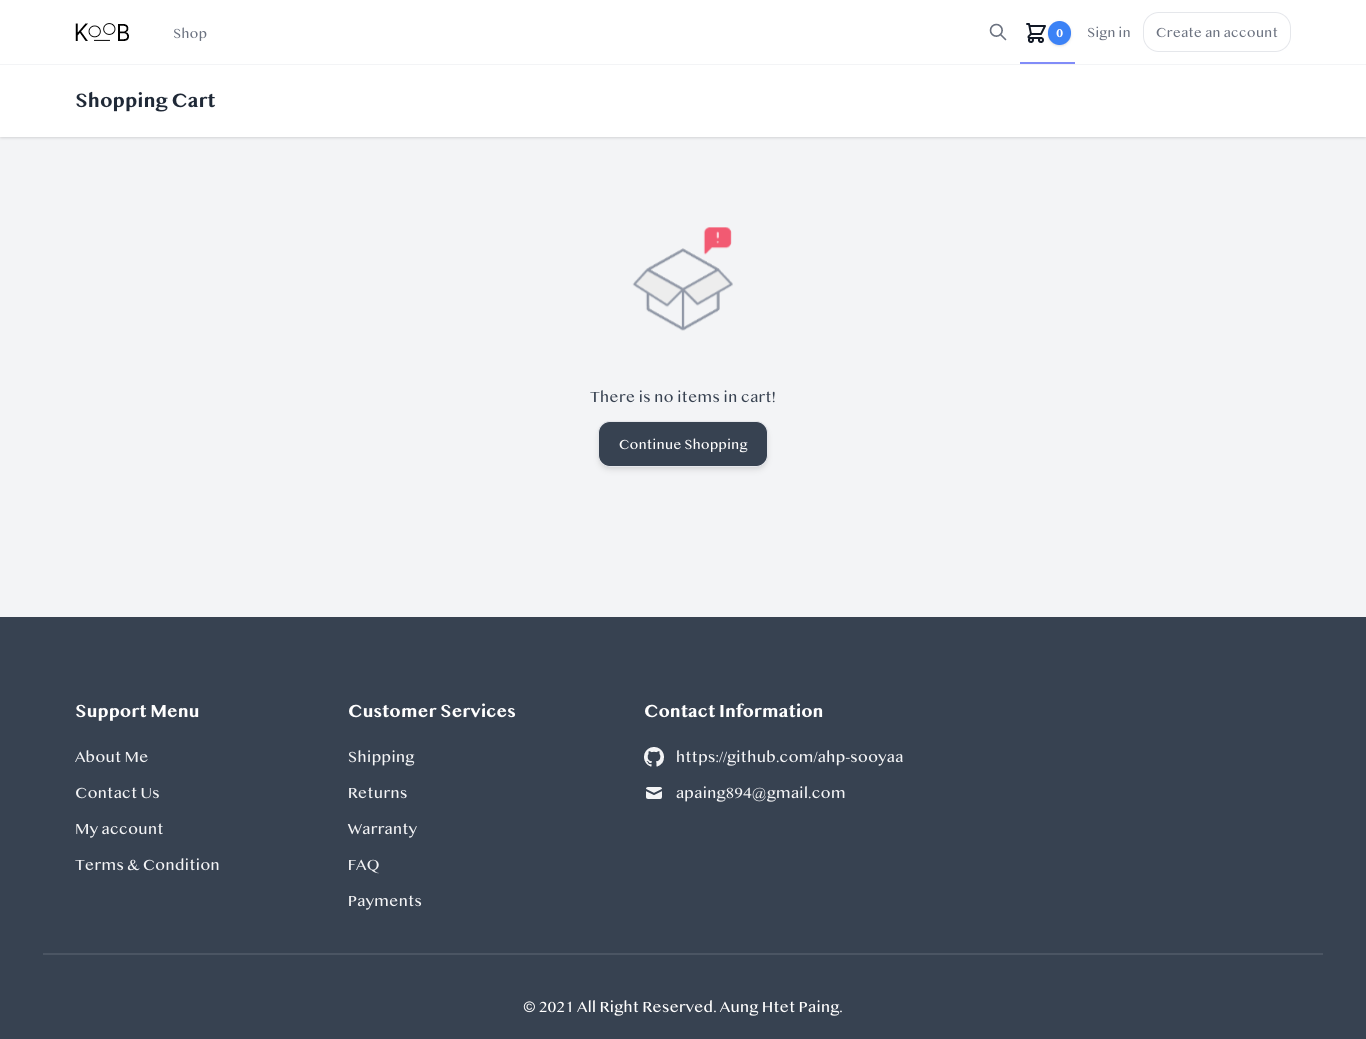 KOOB
Shop
0
Sign in
Create an account
Shopping Cart
!
There is no items in cart!
Continue Shopping
Support Menu
About Me
Contact Us
My account
Terms & Condition
Customer Services
Shipping
Returns
Warranty
FAQ
Payments
Contact Information
https://github.com/ahp-sooyaa
apaing894@gmail.com
© 2021 All Right Reserved. Aung Htet Paing.